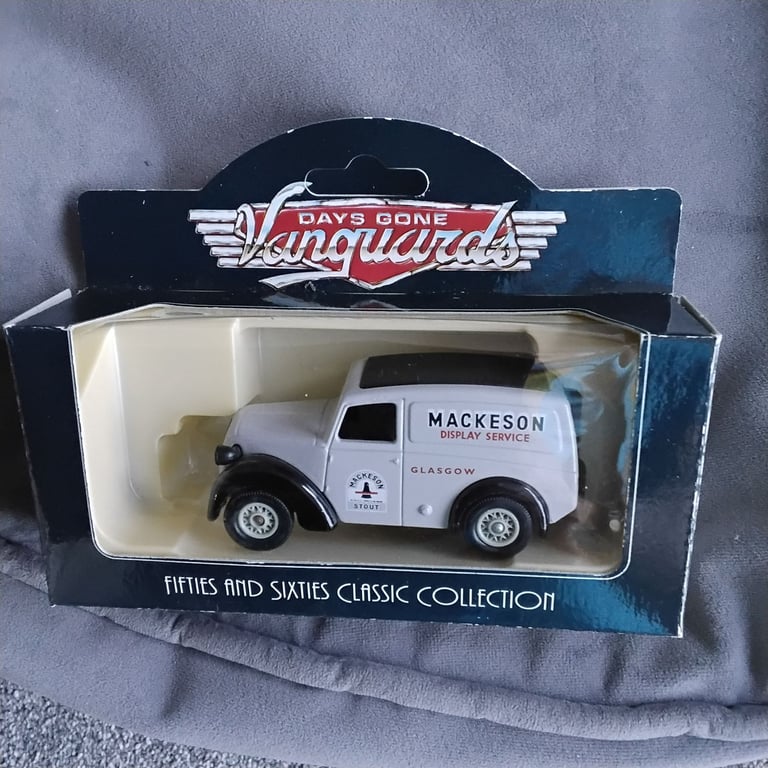 DAYS GONE
Vanguards
MACKESON
DISPLAY SERVICE
GLASGOW
MACKESON
STOUT
FIFTIES AND SIXTIES CLASSIC COLLECTION